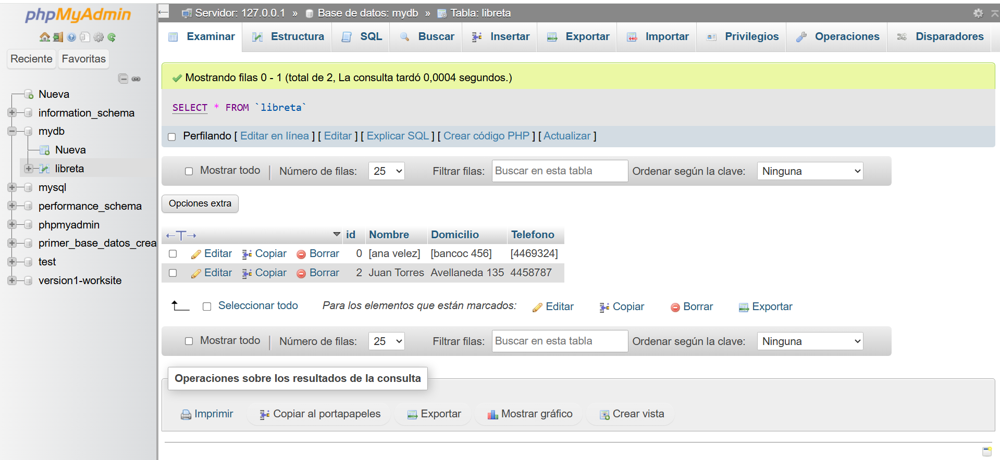 phpMyAdmin
Reciente Favoritas
Nueva
information_schema
mydb
Nueva
libreta
mysql
performance_schema
phpmyadmin
primer_base_datos_crea
test
version1-worksite
Servidor: 127.0.0.1 » Base de datos: mydb » Tabla: libreta
Examinar Estructura SQL Buscar Insertar Exportar Importar Privilegios Operaciones Disparadores
Mostrando filas 0 - 1 (total de 2, La consulta tardó 0,0004 segundos.)
SELECT * FROM `libreta`
Perfilando [ Editar en línea ] [ Editar ] [ Explicar SQL ] [ Crear código PHP ] [ Actualizar ]
Mostrar todo | Número de filas: 25 Filtrar filas: Buscar en esta tabla Ordenar según la clave: Ninguna
Opciones extra
←T→ id Nombre Domicilio Telefono
Editar Copiar Borrar 0 [ana velez] [bancoc 456] [4469324]
Editar Copiar Borrar 2 Juan Torres Avellaneda 135 4458787
Seleccionar todo Para los elementos que están marcados: Editar Copiar Borrar Exportar
Mostrar todo | Número de filas: 25 Filtrar filas: Buscar en esta tabla Ordenar según la clave: Ninguna
Operaciones sobre los resultados de la consulta
Imprimir Copiar al portapapeles Exportar Mostrar gráfico Crear vista